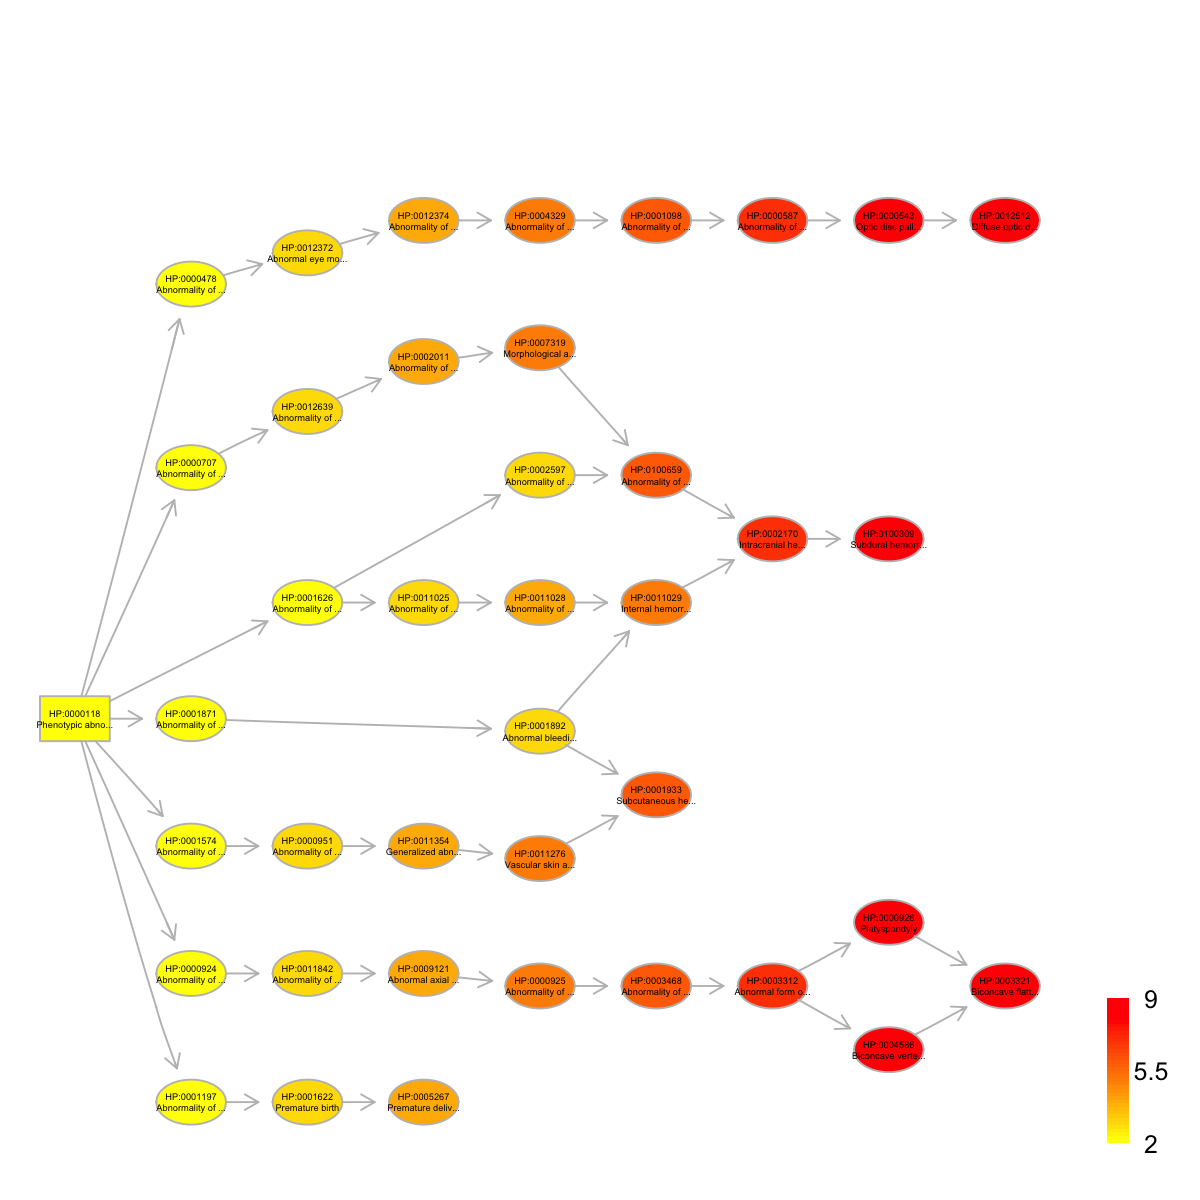 HP:0012374
Abnormality of ...
HP:0004329
Abnormality of ...
HP:0001098
Abnormality of ...
HP:0000587
Abnormality of ...
HP:0000543
Optic disc pall...
HP:0012512
Diffuse optic d...
HP:0012372
Abnormal eye mo...
HP:0000478
Abnormality of ...
HP:0007319
Morphological a...
HP:0002011
Abnormality of ...
HP:0012639
Abnormality of ...
HP:0000707
Abnormality of ...
HP:0002597
Abnormality of ...
HP:0100659
Abnormality of ...
HP:0002170
Intracranial he...
HP:0100309
Subdural hemorr...
HP:0001626
Abnormality of ...
HP:0011025
Abnormality of ...
HP:0011028
Abnormality of ...
HP:0011029
Internal hemorr...
HP:0000118
Phenotypic abno...
HP:0001871
Abnormality of ...
HP:0001892
Abnormal bleedi...
HP:0001933
Subcutaneous he...
HP:0001574
Abnormality of ...
HP:0000951
Abnormality of ...
HP:0011354
Generalized abn...
HP:0011276
Vascular skin a...
HP:0000926
Platyspondyly
HP:0000924
Abnormality of ...
HP:0011842
Abnormality of ...
HP:0009121
Abnormal axial ...
HP:0000925
Abnormality of ...
HP:0003468
Abnormality of ...
HP:0003312
Abnormal form o...
HP:0003321
Biconcave flatt...
HP:0004586
Biconcave verte...
HP:0001197
Abnormality of ...
HP:0001622
Premature birth
HP:0005267
Premature deliv...
9
5.5
2